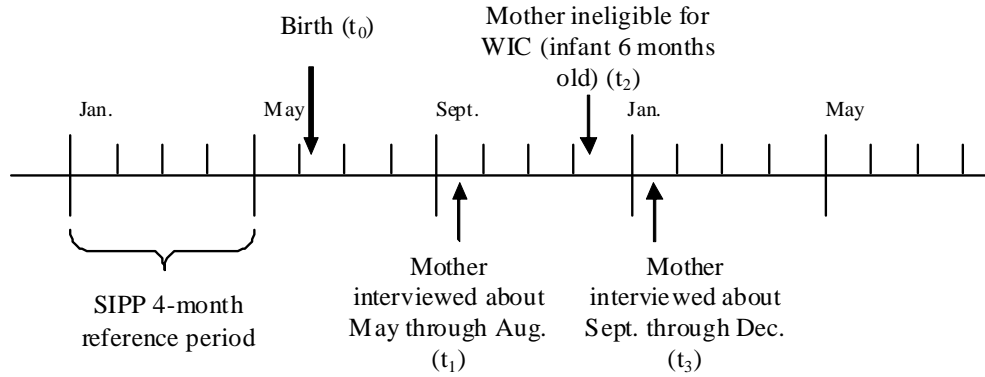 Birth (t0)
Mother ineligible for
WIC (infant 6 months
old) (t2)
Jan.
May
Sept.
Jan.
May
SIPP 4-month
reference period
Mother
interviewed about
May through Aug.
(t1)
Mother
interviewed about
Sept. through Dec.
(t3)